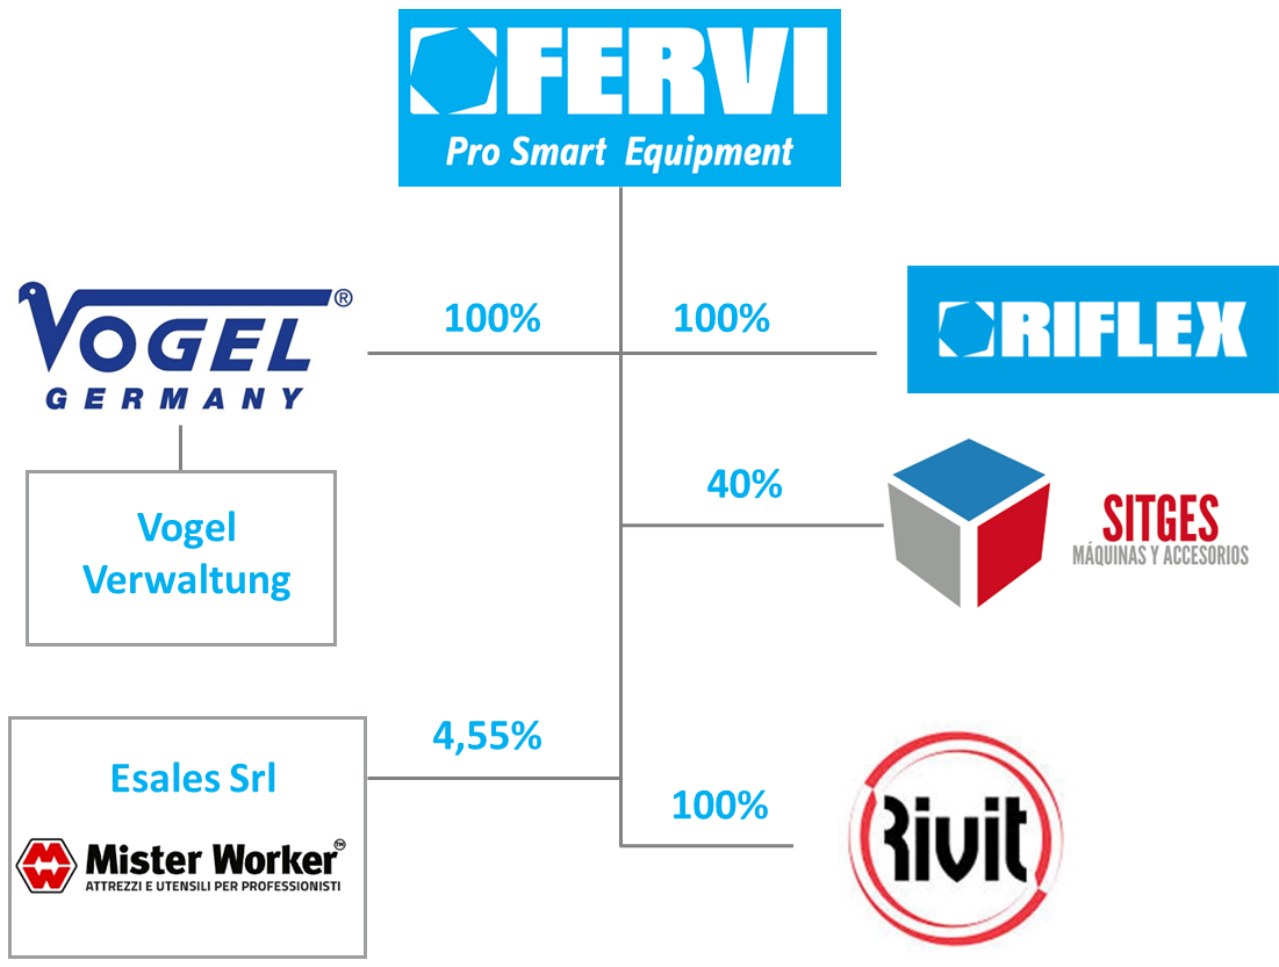 FERVI
Pro Smart Equipment
VOGEL®
GERMANY
100%
100%
RIFLEX
Vogel
Verwaltung
40%
SITGES
MÁQUINAS Y ACCESORIOS
4,55%
Esales Srl
Mister Worker™
ATTREZZI E UTENSILI PER PROFESSIONISTI
100%
Rivit